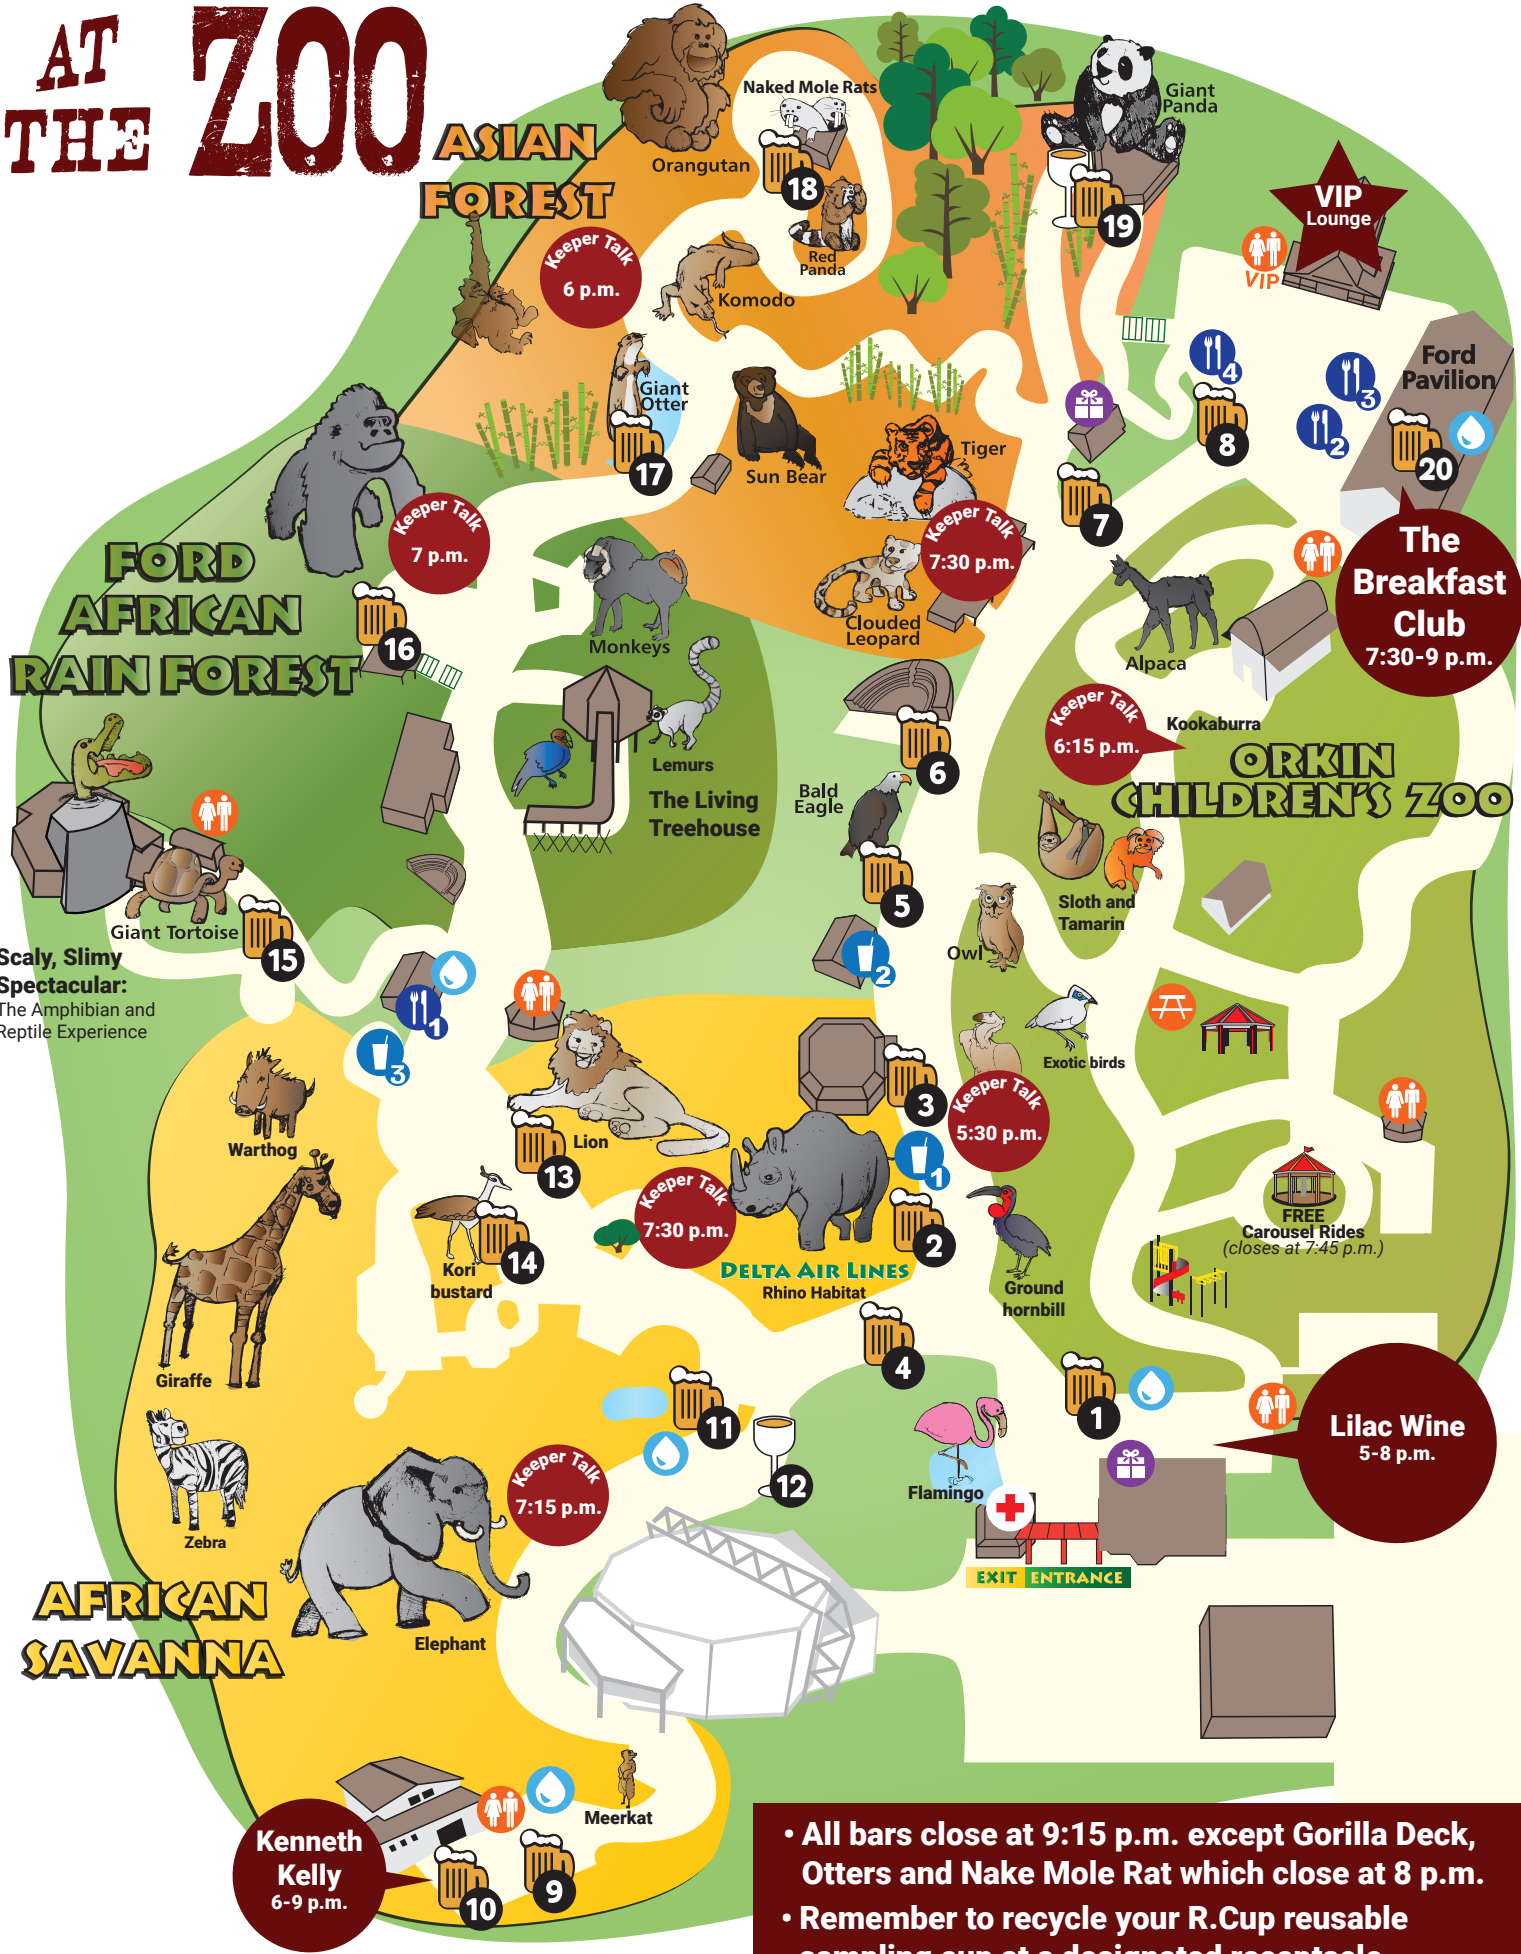 AT
THE
ZOO
ASIAN
FOREST
Orangutan
Naked Mole Rats
18
Red
Panda
Giant
Panda
19
VIP
Lounge
VIP
Keeper Talk
6 p.m.
Komodo
Giant
Otter
17
Sun Bear
Tiger
Keeper Talk
7:30 p.m.
Clouded
Leopard
4
8
3
2
Ford
Pavilion
20
7
The
Breakfast
Club
7:30-9 p.m.
Keeper Talk
7 p.m.
FORD
AFRICAN
RAIN FOREST
16
Monkeys
Lemurs
The Living
Treehouse
6
Bald
Eagle
5
2
Alpaca
Keeper Talk
6:15 p.m.
Kookaburra
ORKIN
CHILDREN'S ZOO
Sloth and
Tamarin
Owl
Exotic birds
Giant Tortoise
15
Scaly, Slimy
Spectacular:
The Amphibian and
Reptile Experience
1
3
Warthog
Lion
13
3
Keeper Talk
5:30 p.m.
1
2
Keeper Talk
7:30 p.m.
DELTA AIR LINES
Rhino Habitat
Kori
bustard
14
Giraffe
Ground
hornbill
FREE
Carousel Rides
(closes at 7:45 p.m.)
4
11
12
1
Lilac Wine
5-8 p.m.
Flamingo
EXIT ENTRANCE
Zebra
Keeper Talk
7:15 p.m.
Elephant
AFRICAN
SAVANNA
Meerkat
Kenneth
Kelly
6-9 p.m.
10
9
• All bars close at 9:15 p.m. except Gorilla Deck,
Otters and Nake Mole Rat which close at 8 p.m.
• Remember to recycle your R.Cup reusable
sampling cup at a designated receptacle